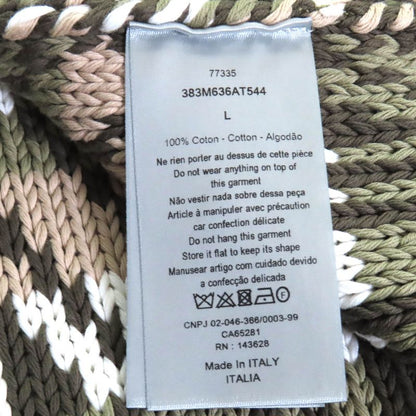 77335
383M636AT544
L
100% Coton - Cotton - Algodão
Ne rien porter au dessus de cette pièce
Do not wear anything on top of
this garment
Não vestir nada sobre dessa peça
Article à manipuler avec précaution
car confection délicate
Do not hang this garment
Store it flat to keep its shape
Manusear artigo com cuidado devido
a confecção delicada
CNPJ 02-046-366/0003-99
CA65281
RN : 143628
Made In ITALY
ITALIA